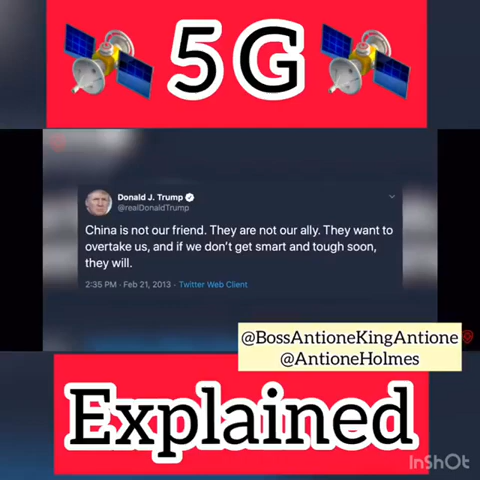 5G
Donald J. Trump
@realDonaldTrump
China is not our friend. They are not our ally. They want to
overtake us, and if we don't get smart and tough soon,
they will.
2:35 PM · Feb 21, 2013 · Twitter Web Client
@BossAntioneKingAntione
@AntioneHolmes
Explained
InShOt